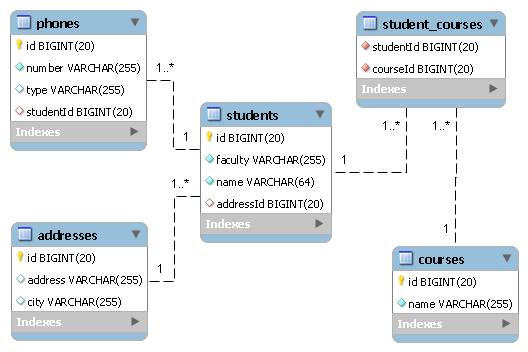 phones
id BIGINT(20)
number VARCHAR(255)
type VARCHAR(255)
studentId BIGINT(20)
Indexes
1..*
1
students
id BIGINT(20)
faculty VARCHAR(255)
name VARCHAR(64)
addressId BIGINT(20)
Indexes
1..*
1
addresses
id BIGINT(20)
address VARCHAR(255)
city VARCHAR(255)
Indexes
student_courses
studentId BIGINT(20)
courseId BIGINT(20)
Indexes
1..*
1..*
1
1
courses
id BIGINT(20)
name VARCHAR(255)
Indexes